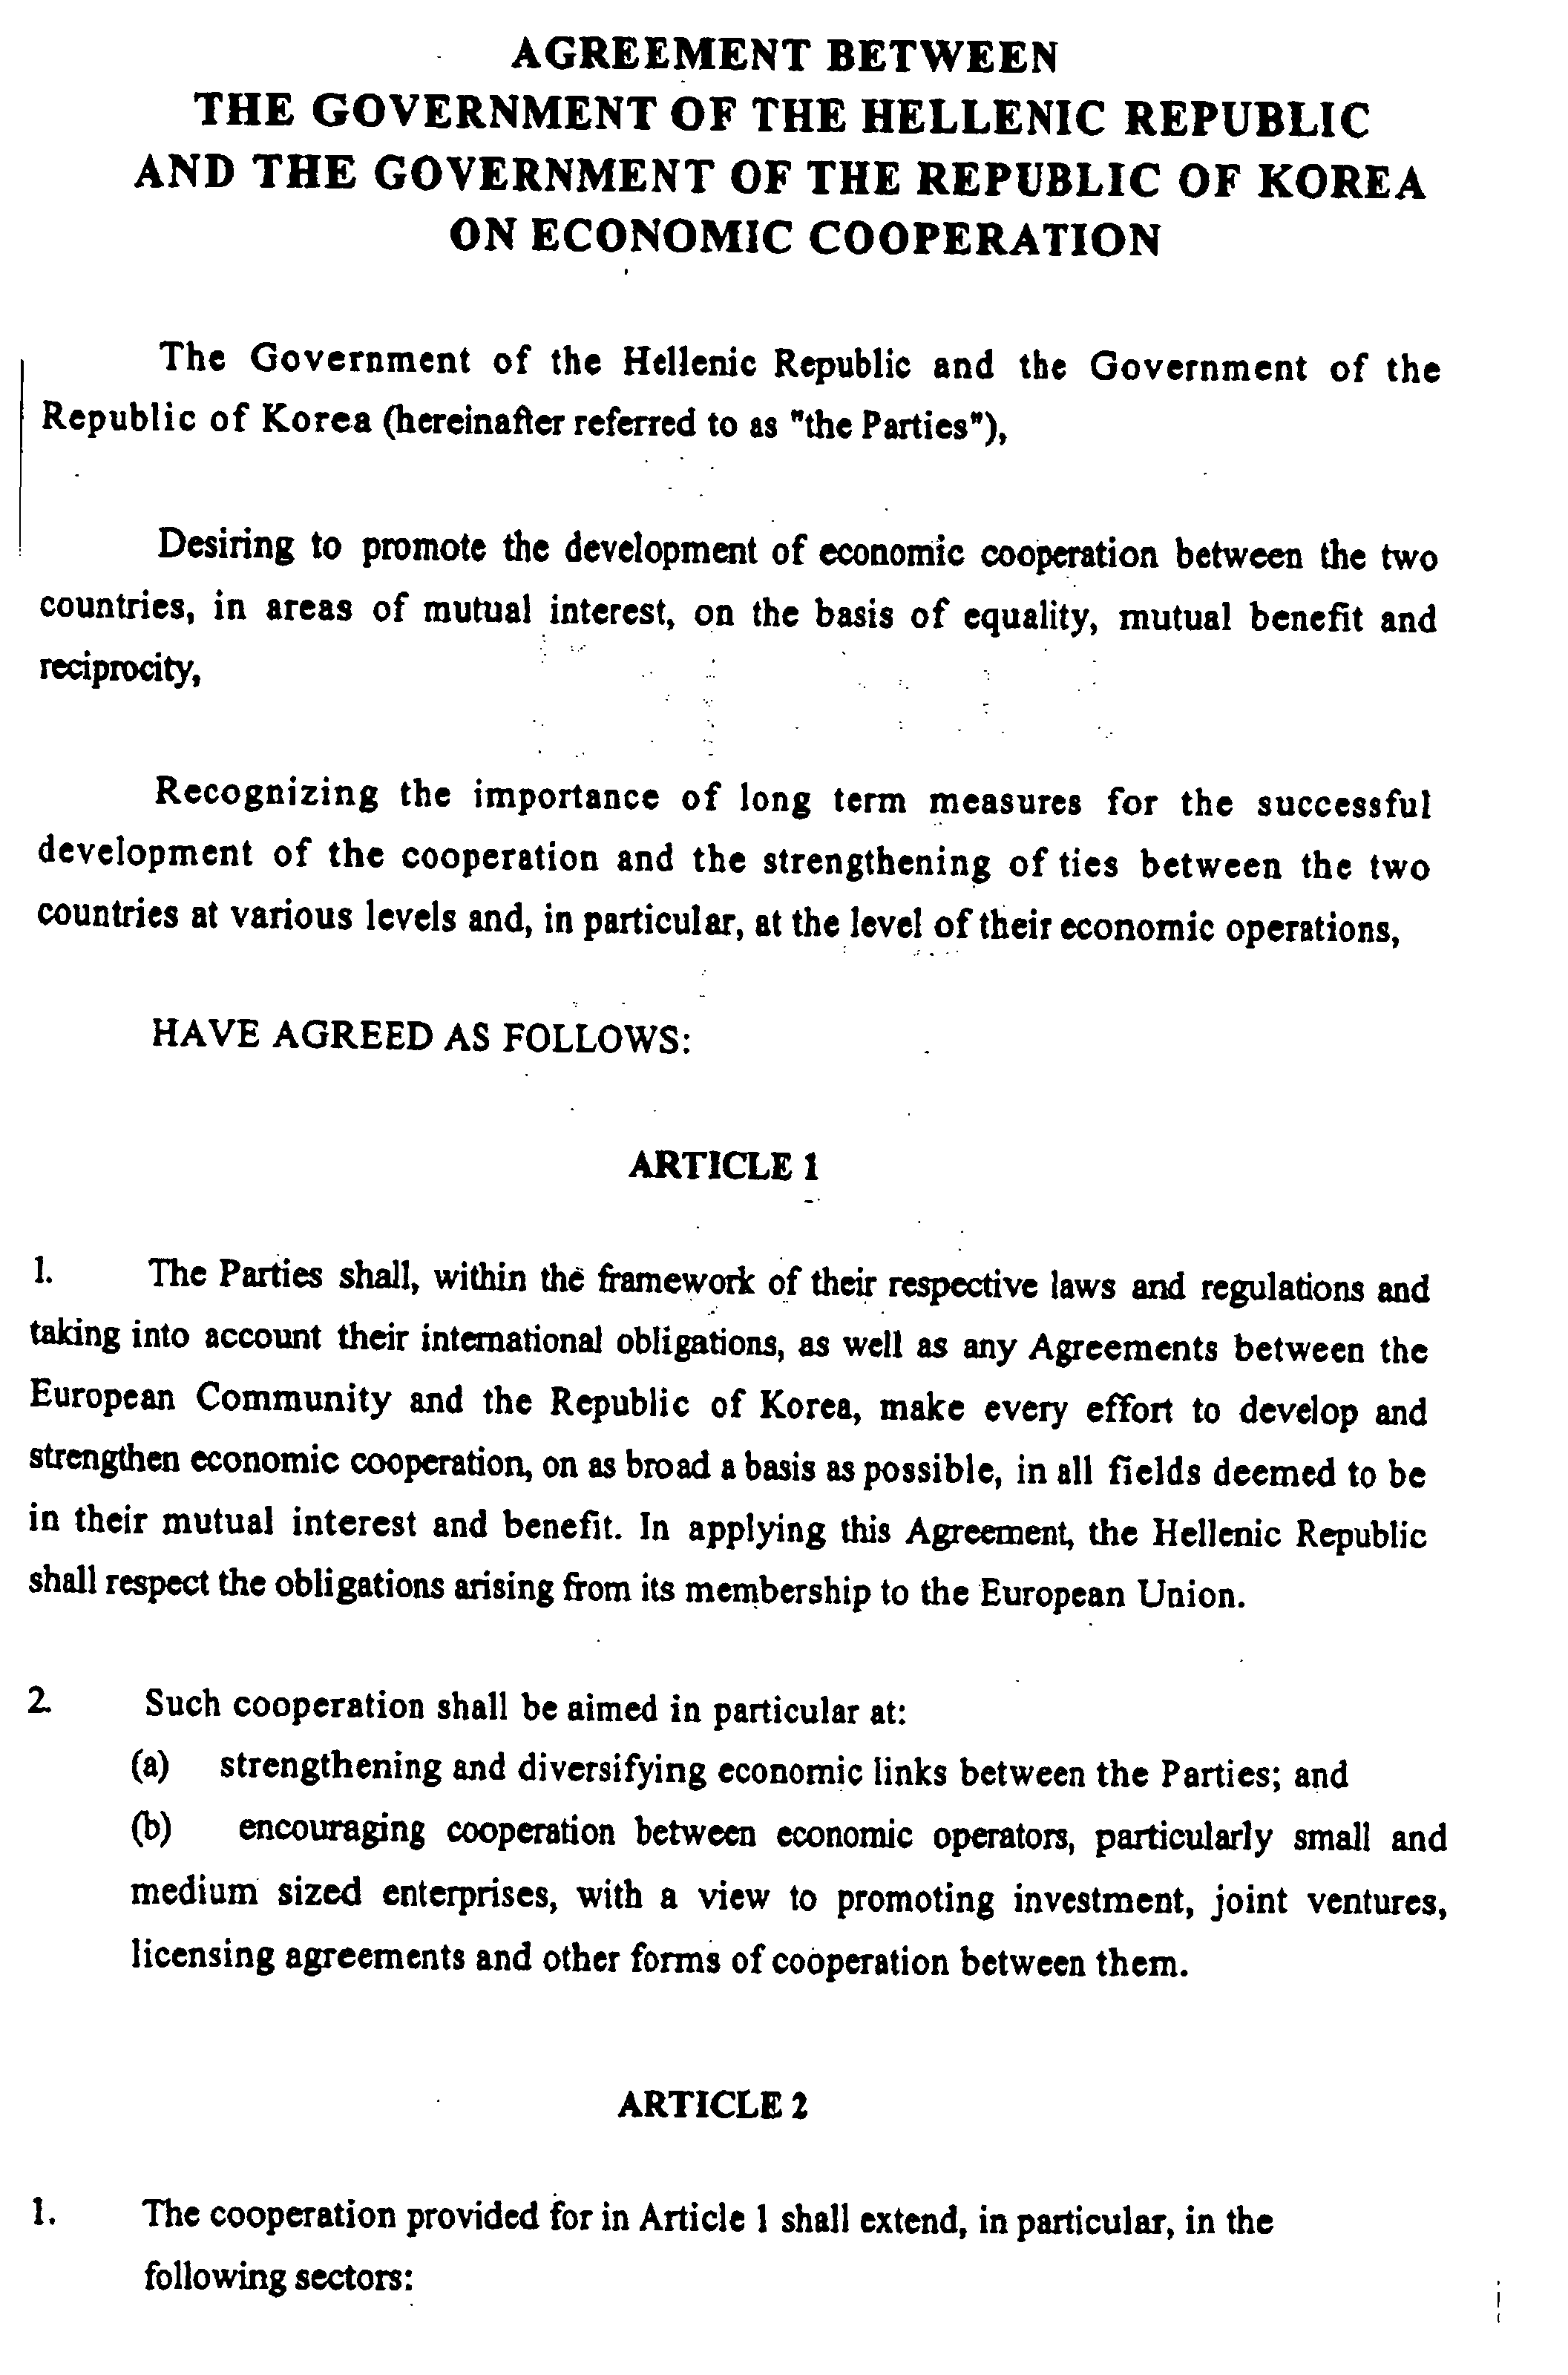 AGREEMENT BETWEEN
THE GOVERNMENT OF THE HELLENIC REPUBLIC
AND THE GOVERNMENT OF THE REPUBLIC OF KOREA
ON ECONOMIC COOPERATION
The Government of the Hellenic Republic and the Government of the
Republic of Korea (hereinafter referred to as "the Parties"),
Desiring to promote the development of economic cooperation between the two
countries, in areas of mutual interest, on the basis of equality, mutual benefit and
reciprocity,
Recognizing the importance of long term measures for the successful
development of the cooperation and the strengthening of ties between the two
countries at various levels and, in particular, at the level of their economic operations,
HAVE AGREED AS FOLLOWS:
ARTICLE 1
1. The Parties shall, within the framework of their respective laws and regulations and
taking into account their international obligations, as well as any Agreements between the
European Community and the Republic of Korea, make every effort to develop and
strengthen economic cooperation, on as broad a basis as possible, in all fields deemed to be
in their mutual interest and benefit. In applying this Agreement, the Hellenic Republic
shall respect the obligations arising from its membership to the European Union.
2. Such cooperation shall be aimed in particular at:
(a) strengthening and diversifying economic links between the Parties; and
(b) encouraging cooperation between economic operators, particularly small and
medium sized enterprises, with a view to promoting investment, joint ventures,
licensing agreements and other forms of cooperation between them.
ARTICLE 2
1. The cooperation provided for in Article 1 shall extend, in particular, in the
following sectors: